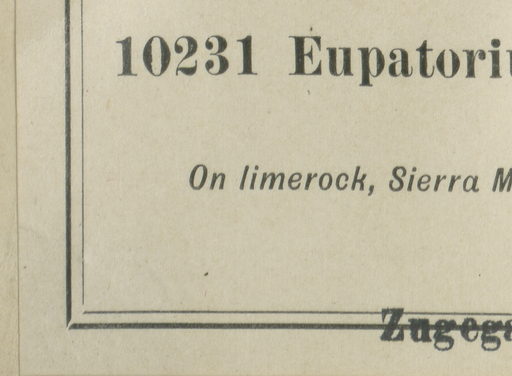 10231 Eupatoriu
On limerock, Sierra M
Zugega